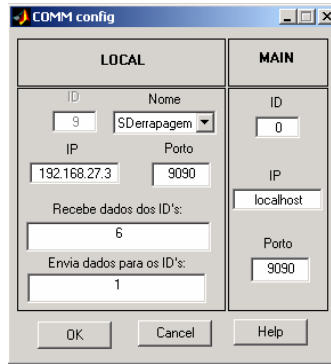 COMM config
LOCAL
MAIN
ID
Nome
9
SDerrapagem
IP
Porto
192.168.27.3
9090
Recebe dados dos ID's:
6
Envia dados para os ID's:
1
ID
0
IP
localhost
Porto
9090
OK
Cancel
Help